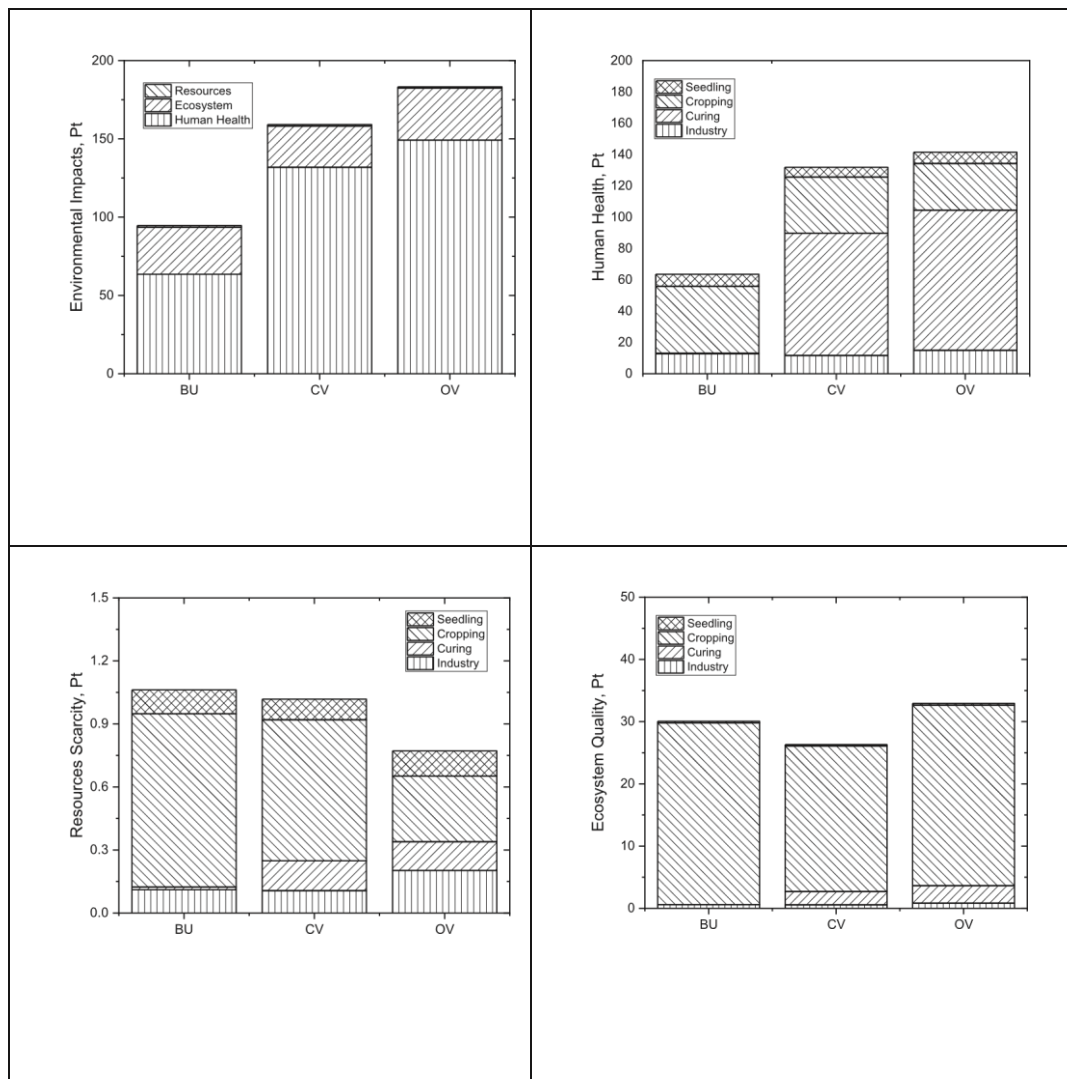 Environmental Impacts, Pt
200
150
100
50
0
Resources
Ecosystem
Human Health
BU CV OV
Human Health, Pt
200
180
160
140
120
100
80
60
40
20
0
Seedling
Cropping
Curing
Industry
BU CV OV
Resources Scarcity, Pt
1.5
1.2
0.9
0.6
0.3
0.0
Seedling
Cropping
Curing
Industry
BU CV OV
Ecosystem Quality, Pt
50
40
30
20
10
0
Seedling
Cropping
Curing
Industry
BU CV OV